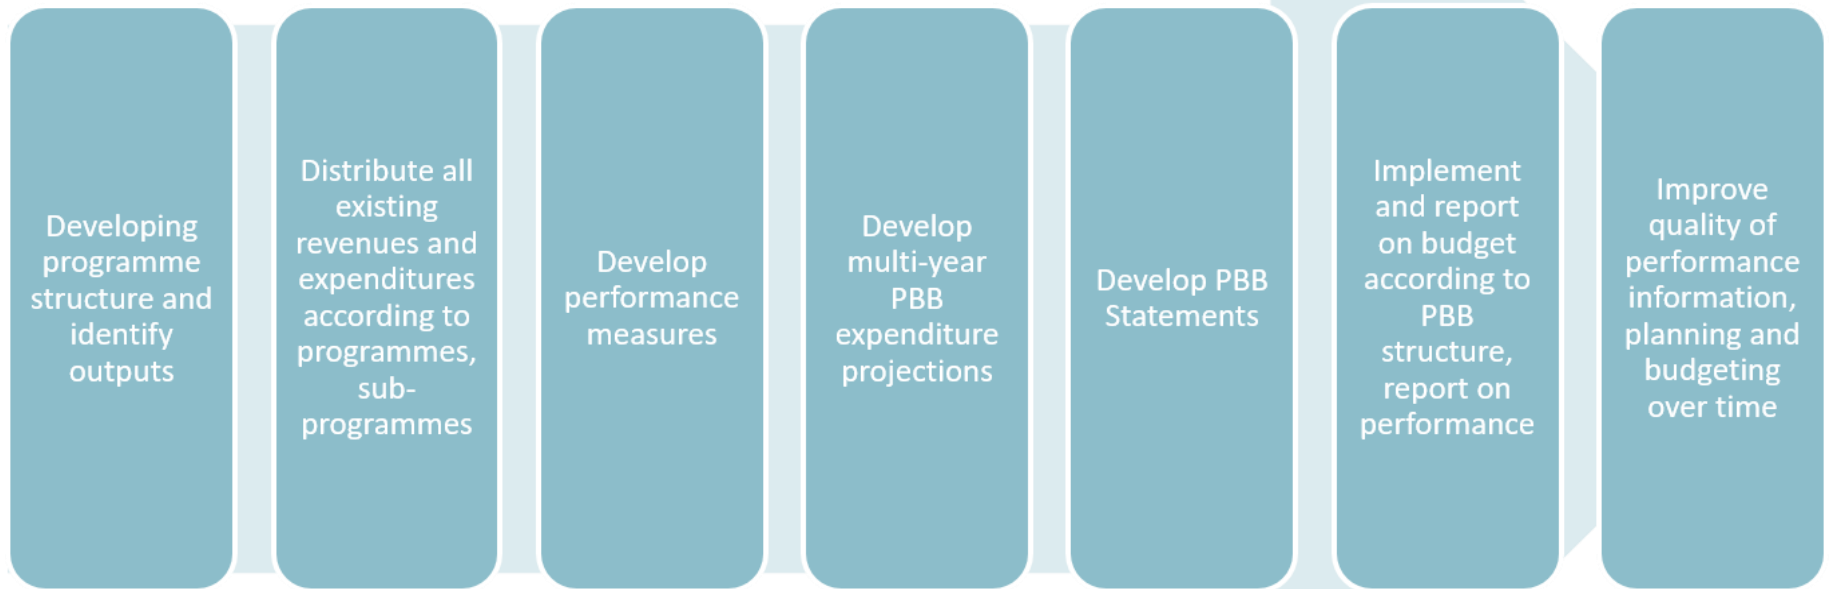 Developing
programme
structure and
identify
outputs
Distribute all
existing
revenues and
expenditures
according to
programmes,
sub-
programmes
Develop
performance
measures
Develop
multi-year
PBB
expenditure
projections
Develop PBB
Statements
Implement
and report
on budget
according to
PBB
structure,
report on
performance
Improve
quality of
performance
information,
planning and
budgeting
over time